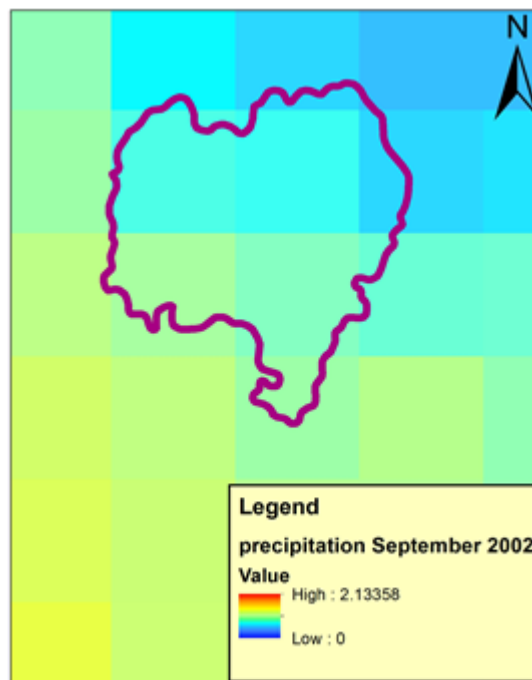 N
Legend
precipitation September 2002
Value
High : 2.13358
Low : 0